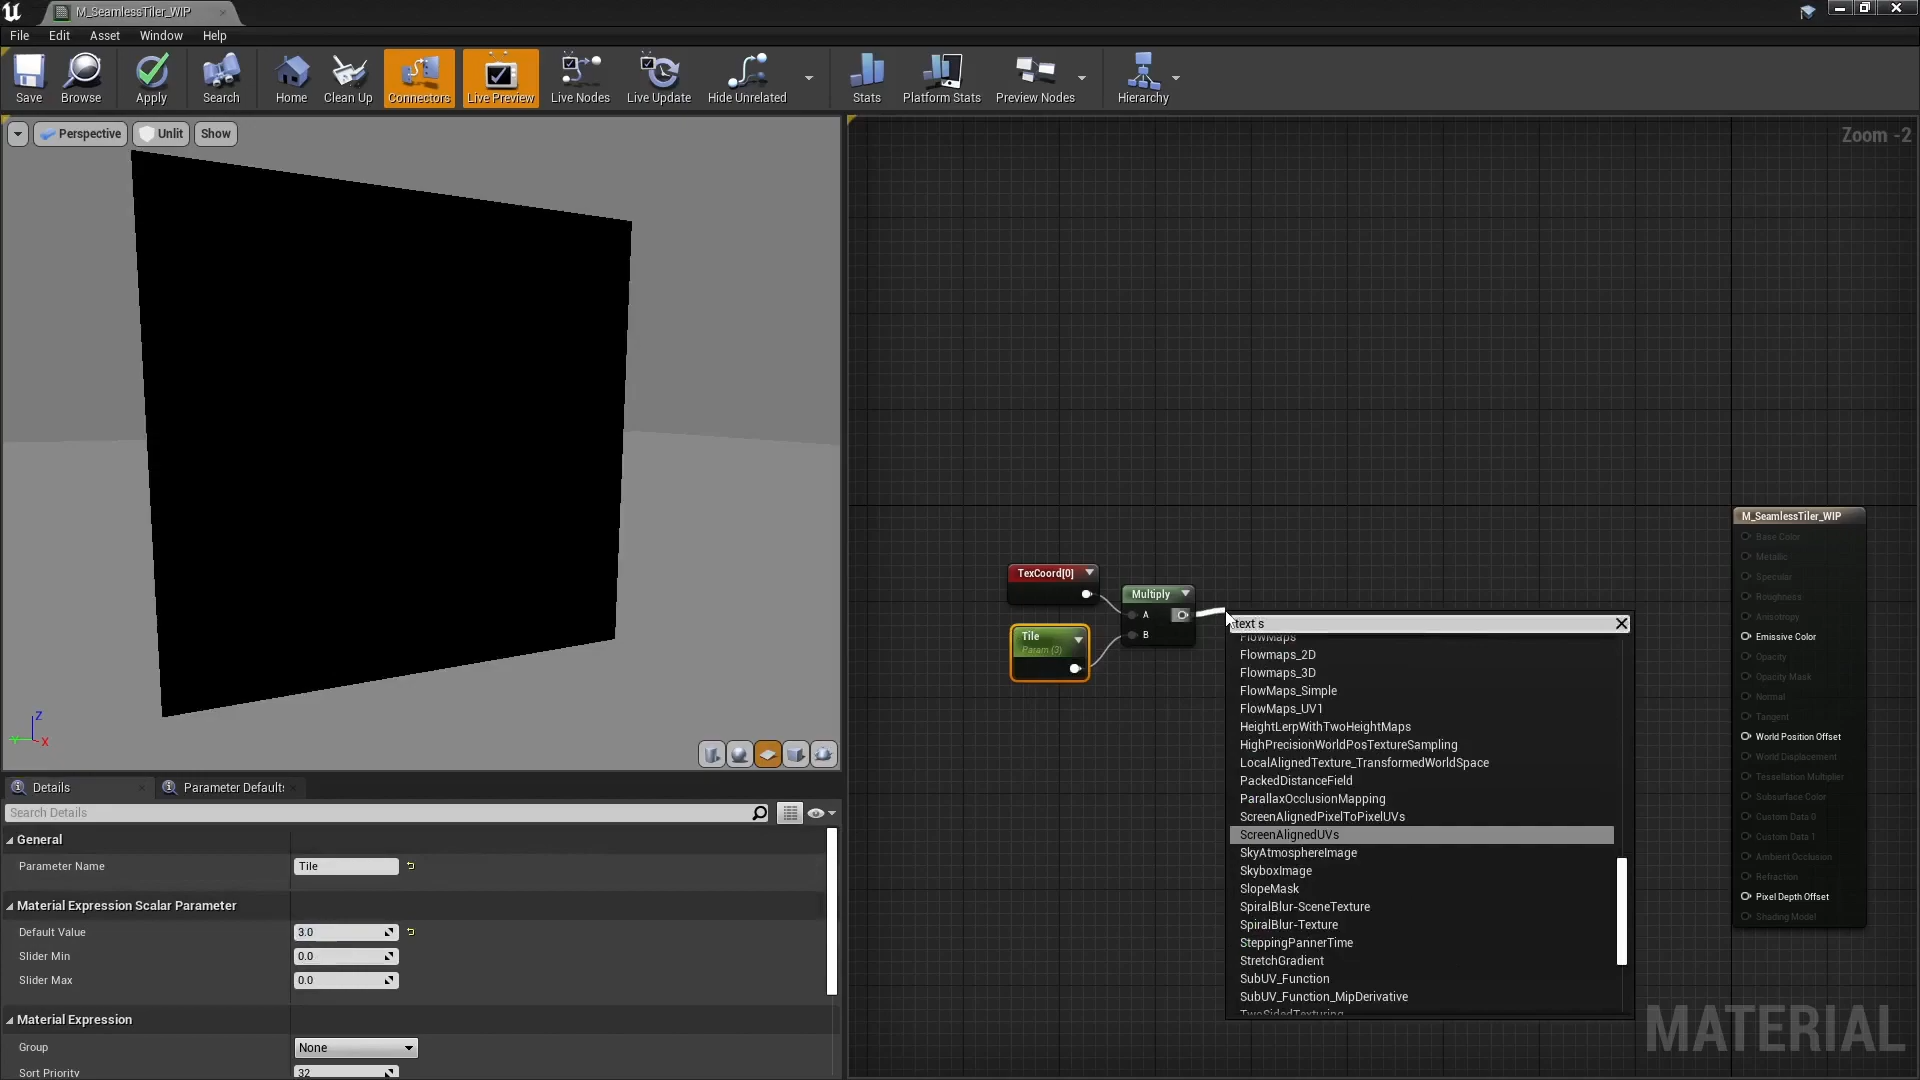 M_SeamlessTiler_WIP
File Edit Asset Window Help
Save Browse Apply Search Home Clean Up Connectors Live Preview Live Nodes Live Update Hide Unrelated Stats Platform Stats Preview Nodes Hierarchy
Perspective Unlit Show
Zoom -2
M_SeamlessTiler_WIP
Base Color
Metallic
Specular
Roughness
Anisotropy
Emissive Color
Opacity
Opacity Mask
Normal
Tangent
World Position Offset
World Displacement
Tessellation Multiplier
Subsurface Color
Custom Data 0
Custom Data 1
Ambient Occlusion
Refraction
Pixel Depth Offset
Shading Model
TexCoord[0]
Multiply
A
B
Tile
Param (3)
text s
FlowMaps
Flowmaps_2D
Flowmaps_3D
FlowMaps_Simple
FlowMaps_UV1
HeightLerpWithTwoHeightMaps
HighPrecisionWorldPosTextureSampling
LocalAlignedTexture_TransformedWorldSpace
PackedDistanceField
ParallaxOcclusionMapping
ScreenAlignedPixelToPixelUVs
ScreenAlignedUVs
SkyAtmosphereImage
SkyboxImage
SlopeMask
SpiralBlur-SceneTexture
SpiralBlur-Texture
SteppingPannerTime
StretchGradient
SubUV_Function
SubUV_Function_MipDerivative
TwoSidedTexturing
Z
Y
X
Details Parameter Defaults
Search Details
General
Parameter Name Tile
Material Expression Scalar Parameter
Default Value 3.0
Slider Min 0.0
Slider Max 0.0
Material Expression
Group None
Sort Priority 32
MATERIAL